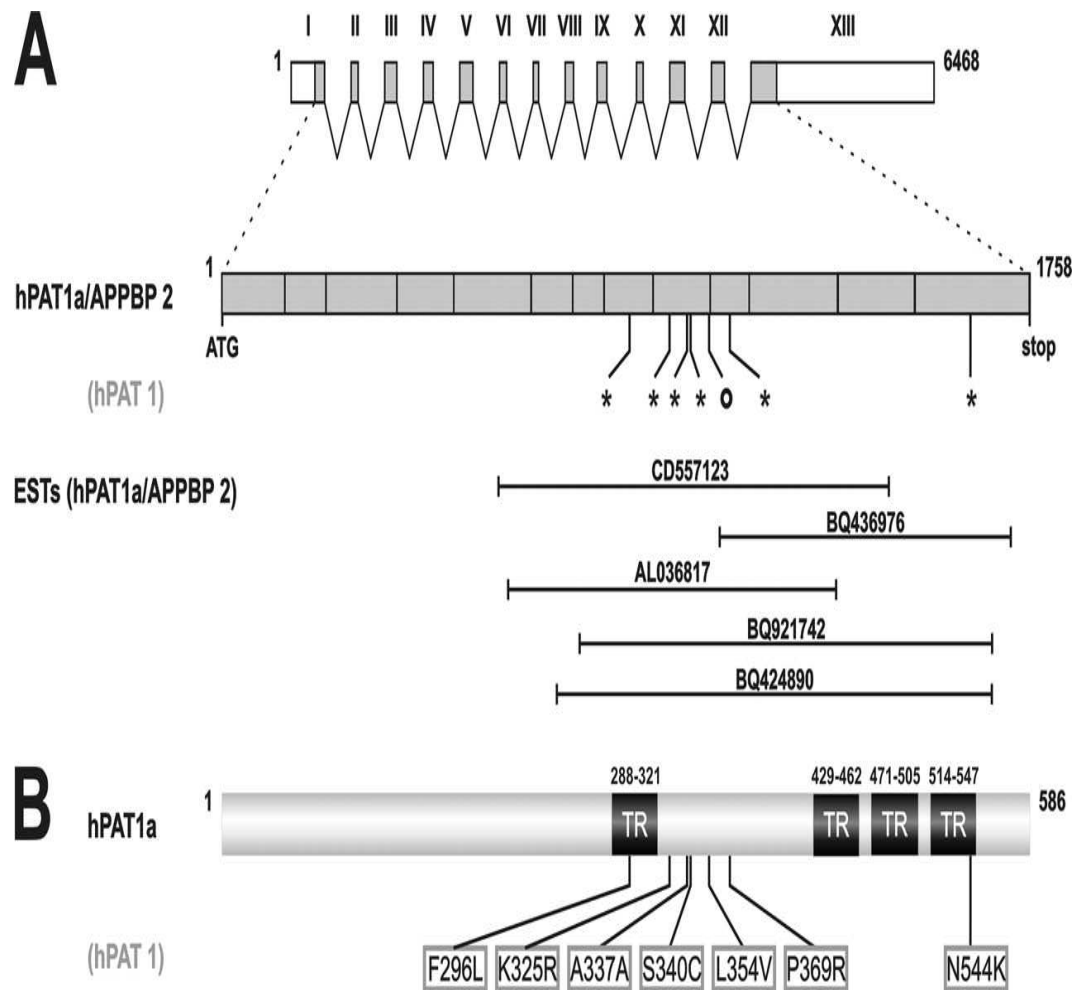 A
I II III IV V VI VII VIII IX X XI XII XIII
1 6468
1 1758
hPAT1a/APPBP 2
ATG stop
(hPAT 1)
* * * * o * *
ESTs (hPAT1a/APPBP 2)
CD557123
BQ436976
AL036817
BQ921742
BQ424890
B
288-321 429-462 471-505 514-547
1 586
hPAT1a
TR TR TR TR
(hPAT 1)
F296L K325R A337A S340C L354V P369R N544K